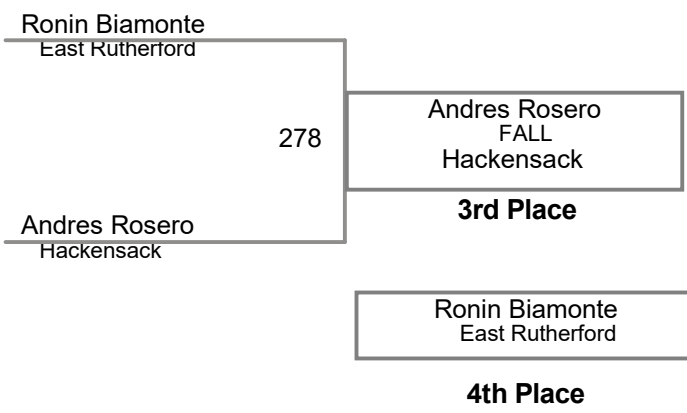 Ronin Biamonte
East Rutherford
278
Andres Rosero
FALL
Hackensack
3rd Place
Andres Rosero
Hackensack
Ronin Biamonte
East Rutherford
4th Place